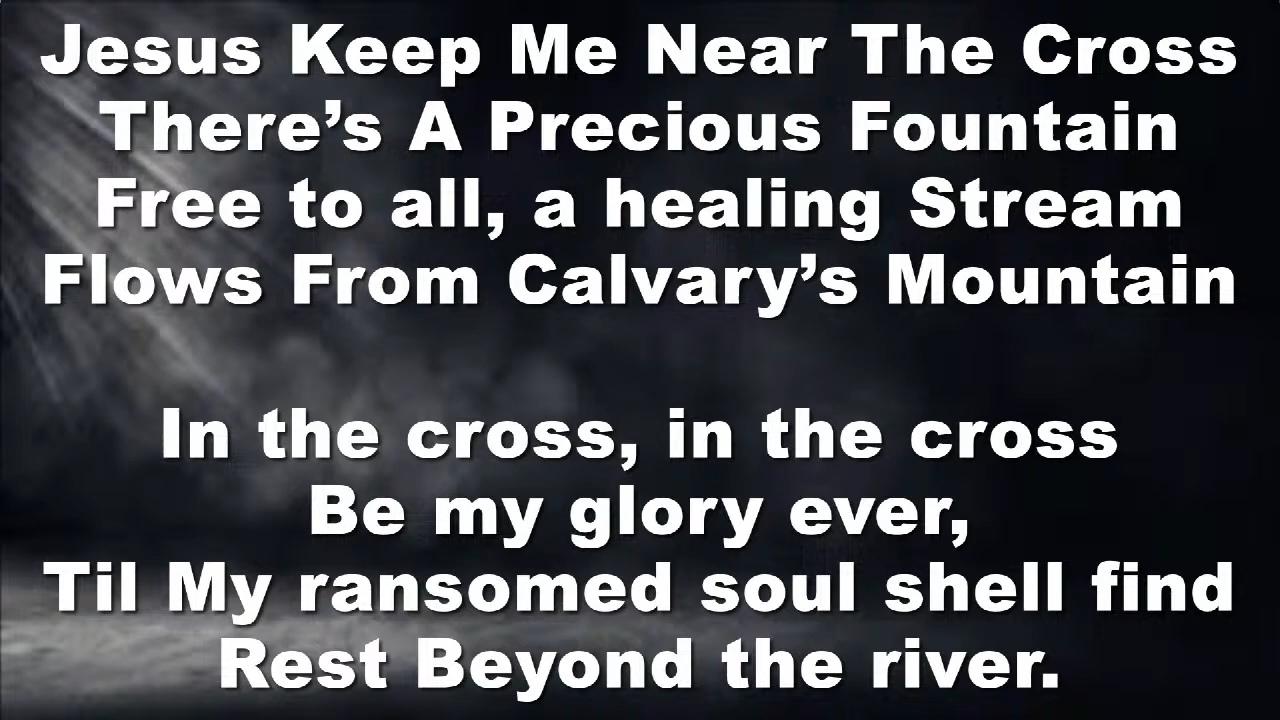 Jesus Keep Me Near The Cross
There’s A Precious Fountain
Free to all, a healing Stream
Flows From Calvary’s Mountain
In the cross, in the cross
Be my glory ever,
Til My ransomed soul shell find
Rest Beyond the river.